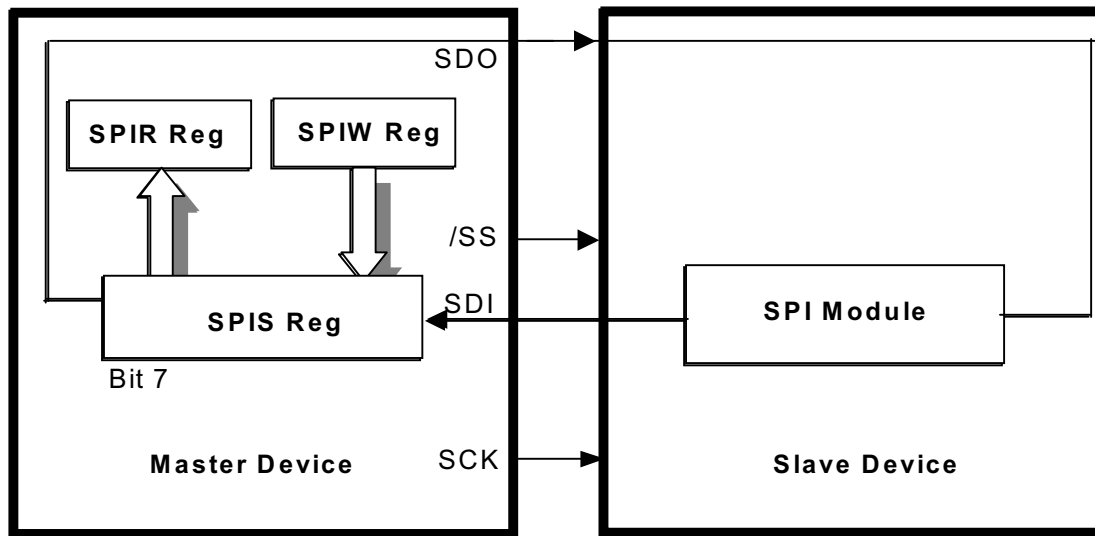 SDO
SPIR Reg
SPIW Reg
/SS
SPIS Reg
SDI
SPI Module
Bit 7
Master Device
SCK
Slave Device